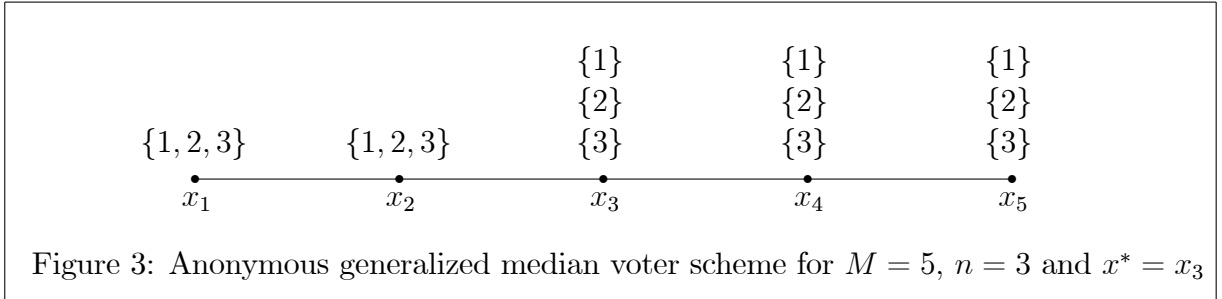 {1} {1} {1}
{2} {2} {2}
{1, 2, 3} {1, 2, 3} {3} {3} {3}
x₁ x₂ x₃ x₄ x₅
Figure 3: Anonymous generalized median voter scheme for M = 5, n = 3 and x* = x₃